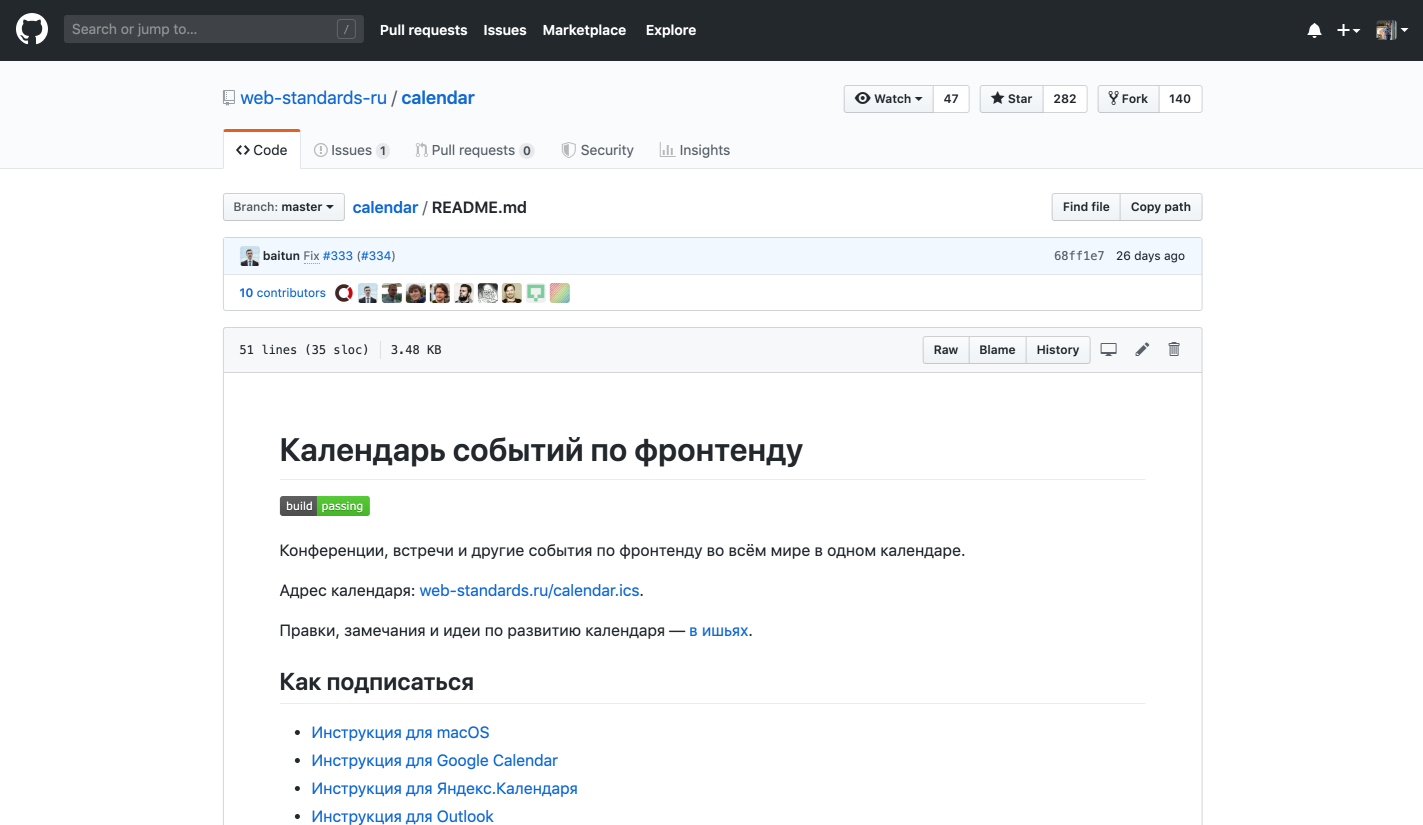 Search or jump to... / Pull requests Issues Marketplace Explore
web-standards-ru / calendar Watch 47 Star 282 Fork 140
Code Issues 1 Pull requests 0 Security Insights
Branch: master calendar / README.md Find file Copy path
baitun Fix #333 (#334) 68ff1e7 26 days ago
10 contributors
51 lines (35 sloc) 3.48 KB Raw Blame History
Календарь событий по фронтенду
build passing
Конференции, встречи и другие события по фронтенду во всём мире в одном календаре.
Адрес календаря: web-standards.ru/calendar.ics.
Правки, замечания и идеи по развитию календаря — в ишьях.
Как подписаться
• Инструкция для macOS
• Инструкция для Google Calendar
• Инструкция для Яндекс.Календаря
• Инструкция для Outlook